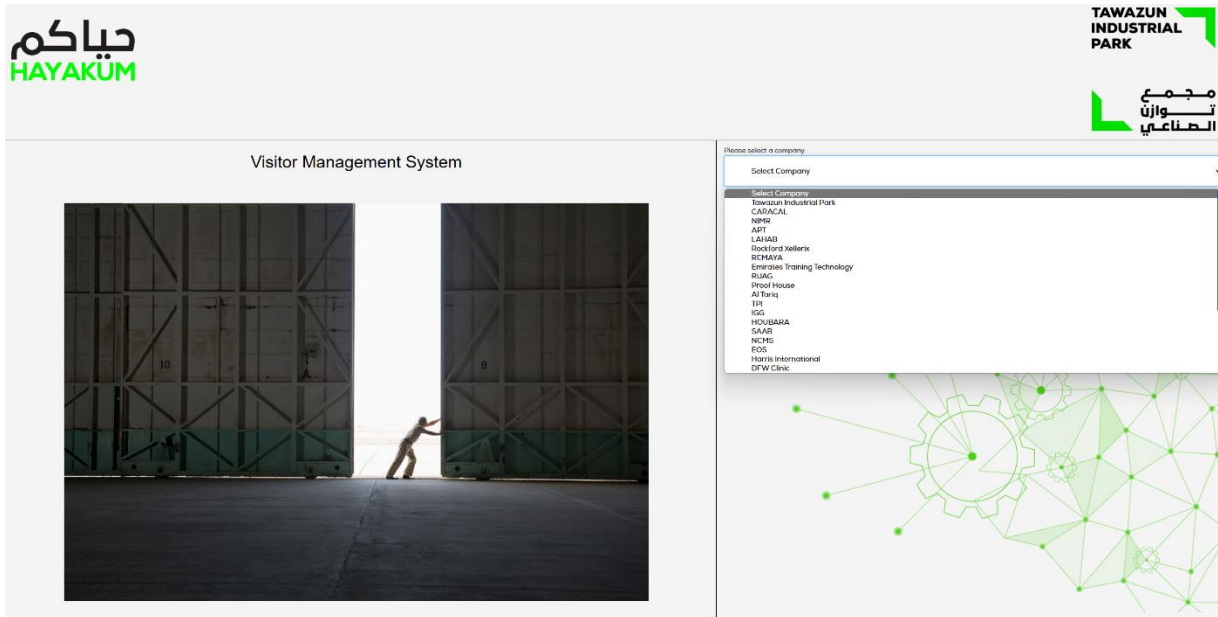 حياكم
HAYAKUM
TAWAZUN
INDUSTRIAL
PARK
مجمع
توازن
الصناعي
Visitor Management System
10
9
Please select a company
Select Company
Select Company
Tawazun Industrial Park
CARACAL
NIMR
APT
LAHAB
Rockford Xellerix
REMAYA
Emirates Training Technology
RUAG
Proof House
Al Tariq
TPI
IGG
HOUBARA
SAAB
NCMS
EOS
Harris International
DFW Clinic